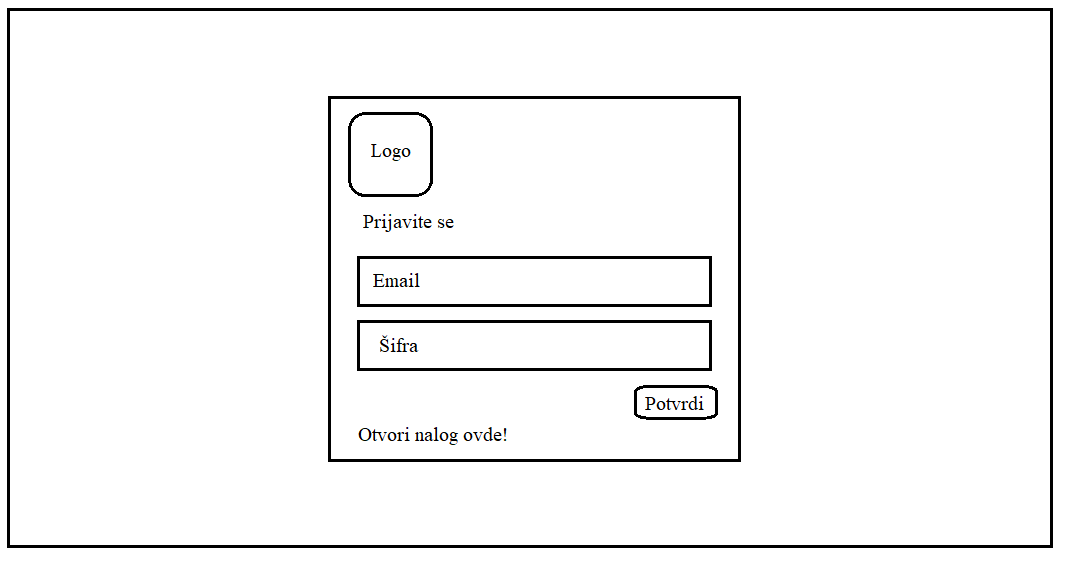 Logo
Prijavite se
Email
Šifra
Potvrdi
Otvori nalog ovde!